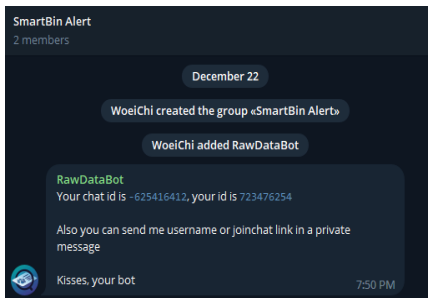 SmartBin Alert
2 members
December 22
WoeiChi created the group «SmartBin Alert»
WoeiChi added RawDataBot
RawDataBot
Your chat id is -625416412, your id is 723476254
Also you can send me username or joinchat link in a private
message
Kisses, your bot
7:50 PM